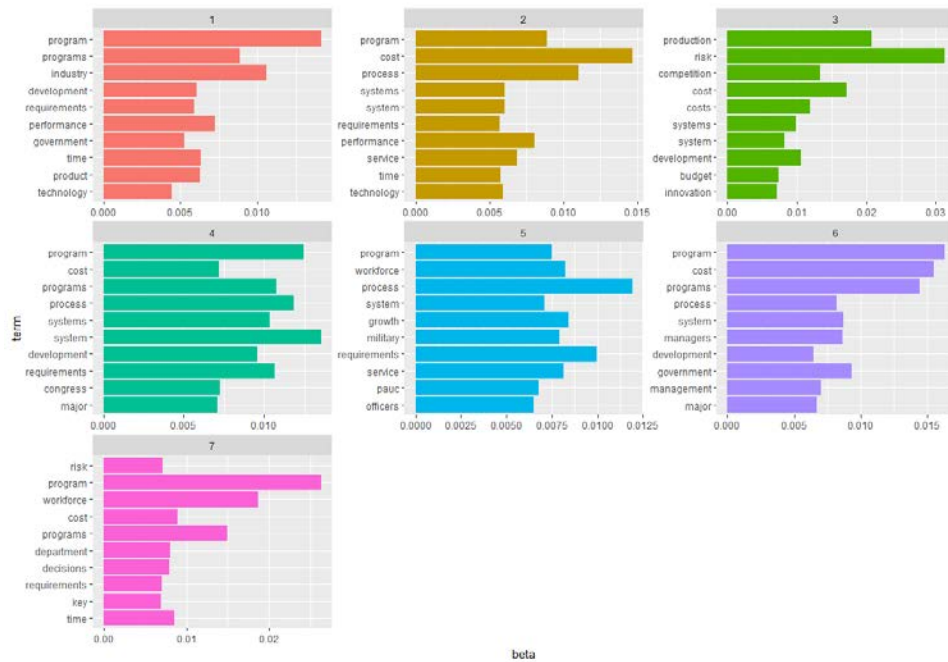 1
program
programs
industry
development
requirements
performance
government
time
product
technology
0.000 0.005 0.010
2
program
cost
process
systems
system
requirements
performance
service
time
technology
0.000 0.005 0.010 0.015
3
production
risk
competition
cost
costs
systems
system
development
budget
innovation
0.00 0.01 0.02 0.03
term
4
program
cost
programs
process
systems
system
development
requirements
congress
major
0.000 0.005 0.010
5
program
workforce
process
system
growth
military
requirements
service
pauc
officers
0.0000 0.0025 0.0050 0.0075 0.0100 0.0125
6
program
cost
programs
process
system
managers
development
government
management
major
0.000 0.005 0.010 0.015
7
risk
program
workforce
cost
programs
department
decisions
requirements
key
time
0.00 0.01 0.02
beta